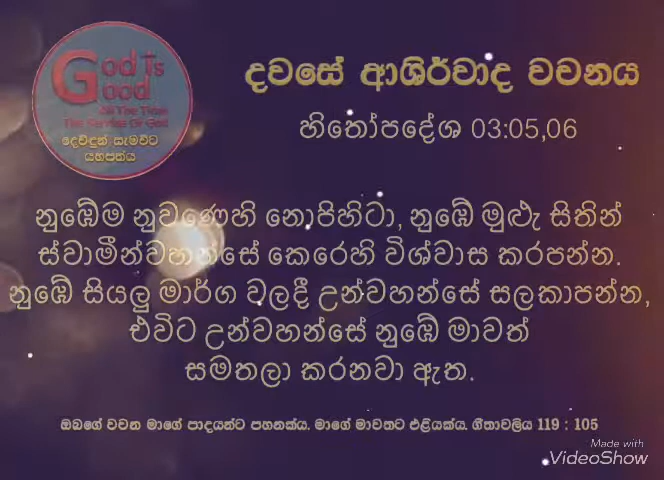 God Is
Good
All The Time
The Service Of God
දෙවිඳුන් සැමවිට
යහපත්ය
දවසේ ආශිර්වාද වචනය
හිතෝපදේශ 03:05,06
නුඹේම නුවණෙහි නොපිහිටා, නුඹේ මුළු සිතින්
ස්වාමීන්වහන්සේ කෙරෙහි විශ්වාස කරපන්න.
නුඹේ සියලු මාර්ග වලදී උන්වහන්සේ සලකාපන්න,
එවිට උන්වහන්සේ නුඹේ මාවත්
සමතලා කරනවා ඇත.
ඔබගේ වචන මාගේ පාදයන්ට පහනක්ය. මාගේ මාවතට එළියක්ය. ගීතාවලිය 119 : 105
Made with
VideoShow